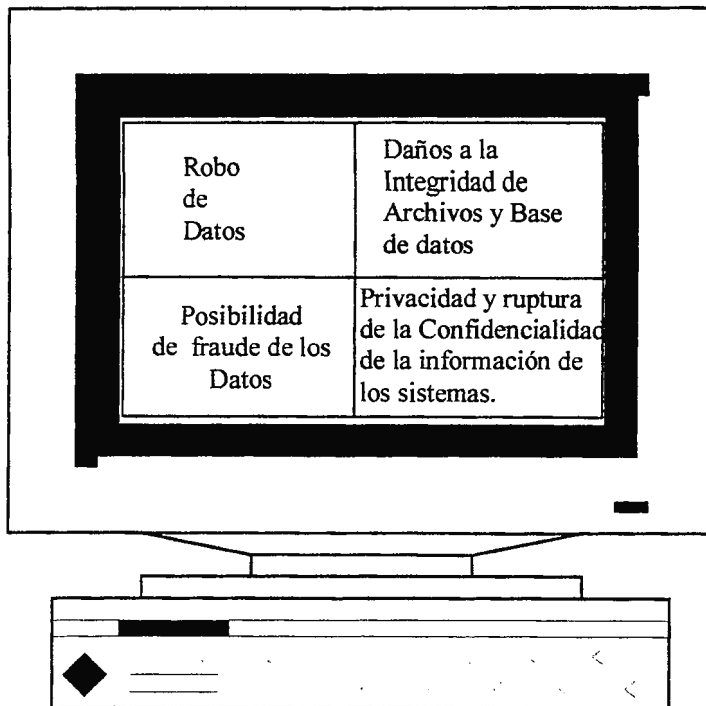 Robo
de
Datos
Daños a la
Integridad de
Archivos y Base
de datos
Posibilidad
de fraude de los
Datos
Privacidad y ruptura
de la Confidencialidad
de la información de
los sistemas.